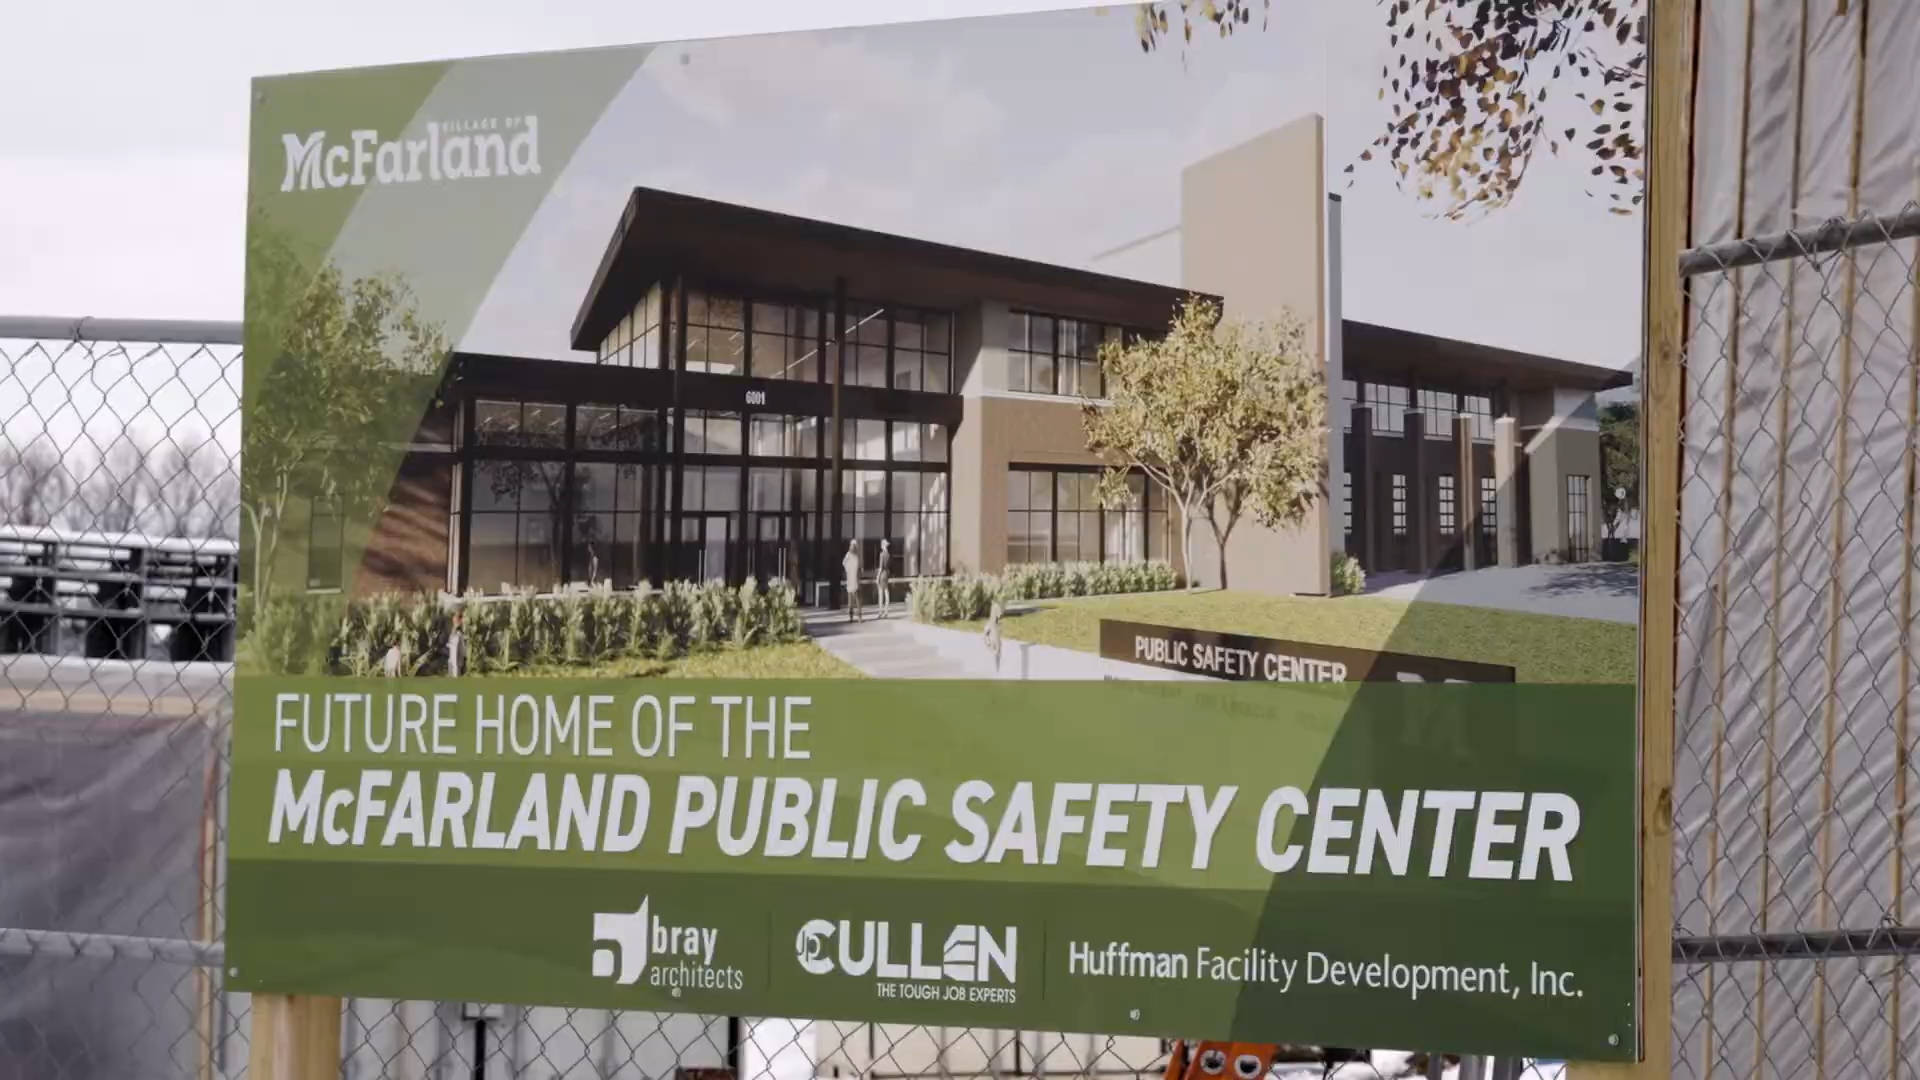 VILLAGE OF
McFarland
6001
PUBLIC SAFETY CENTER
FUTURE HOME OF THE
McFARLAND PUBLIC SAFETY CENTER
bray
architects
JP CULLEN
THE TOUGH JOB EXPERTS
Huffman Facility Development, Inc.